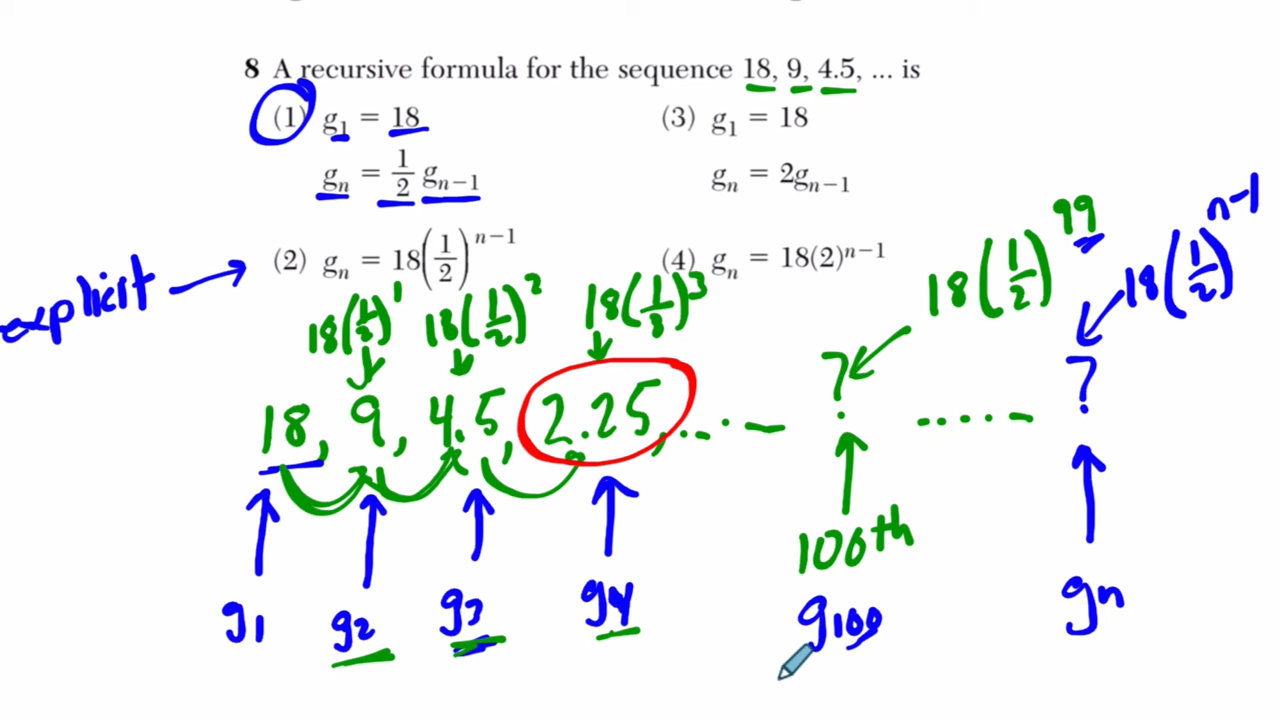 8 A recursive formula for the sequence 18, 9, 4.5, ... is
(1) g₁ = 18
gₙ = 1/2 gₙ₋₁
(3) g₁ = 18
gₙ = 2gₙ₋₁
(2) gₙ = 18(1/2)ⁿ⁻¹
(4) gₙ = 18(2)ⁿ⁻¹
explicit
18(1/2)¹ 18(1/2)² 18(1/3)³ 18(1/2)⁹⁹ 18(1/2)ⁿ⁻¹
18, 9, 4.5, 2.25, ..... ? ..... ?
100th
g1 g2 g3 g4 g100 gn